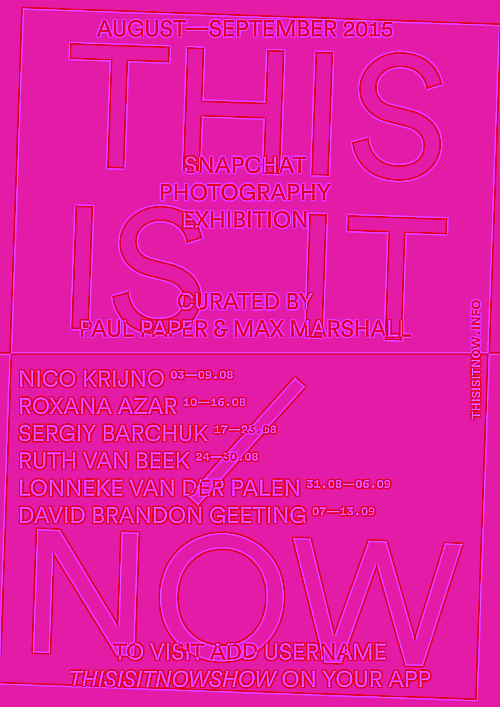 AUGUST—SEPTEMBER 2015
THIS
SNAPCHAT
PHOTOGRAPHY
EXHIBITION
IS IT
CURATED BY
PAUL PAPER & MAX MARSHALL
THISISITNOW.INFO
NICO KRIJNO 03—09.08
ROXANA AZAR 10—16.08
SERGIY BARCHUK 17—23.08
RUTH VAN BEEK 24—30.08
LONNEKE VAN DER PALEN 31.08—06.09
DAVID BRANDON GEETING 07—13.09
/
NOW
TO VISIT ADD USERNAME
THISISITNOWSHOW ON YOUR APP